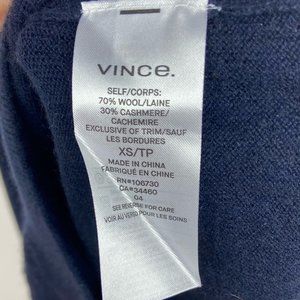 VINCE.
SELF/CORPS:
70% WOOL/LAINE
30% CASHMERE/
CACHEMIRE
EXCLUSIVE OF TRIM/SAUF
LES BORDURES
XS/TP
MADE IN CHINA
FABRIQUÉ EN CHINE
RN#106730
CA#34460
04
SEE REVERSE FOR CARE
VOIR AU VERSO POUR LES SOINS